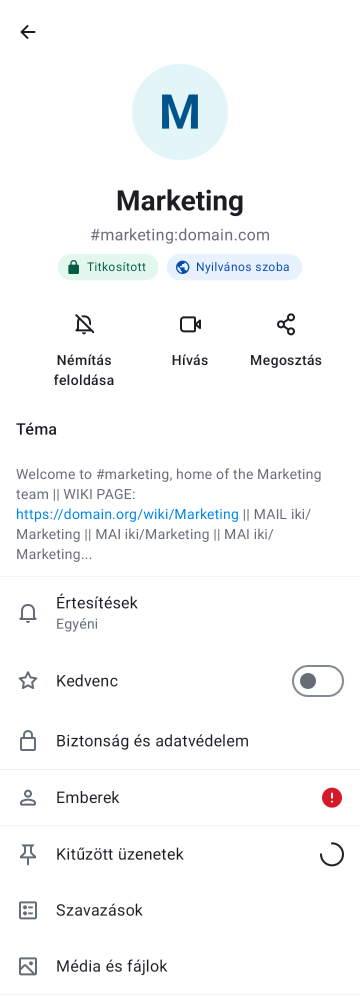 M
Marketing
#marketing:domain.com
Titkosított
Nyilvános szoba
Némítás
feloldása
Hívás
Megosztás
Téma
Welcome to #marketing, home of the Marketing
team || WIKI PAGE:
https://domain.org/wiki/Marketing || MAIL iki/
Marketing || MAI iki/Marketing || MAI iki/
Marketing...
Értesítések
Egyéni
Kedvenc
Biztonság és adatvédelem
Emberek
Kitűzött üzenetek
Szavazások
Média és fájlok